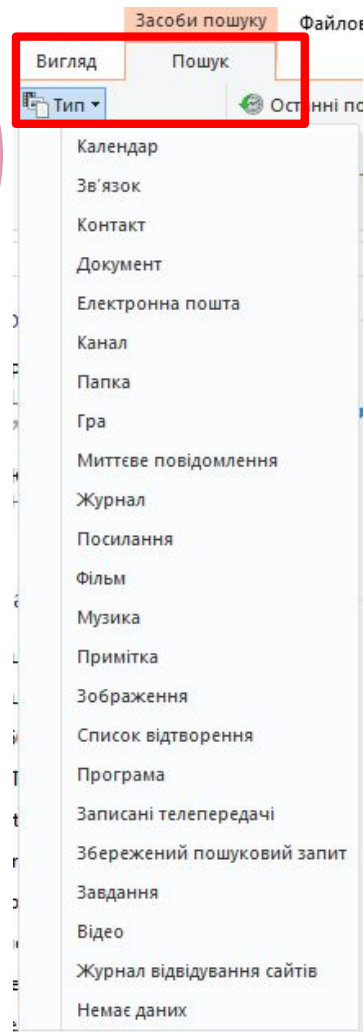 Засоби пошуку Файлов
Вигляд Пошук
Тип Останні по
Календар
Зв'язок
Контакт
Документ
Електронна пошта
Канал
Папка
Гра
Миттєве повідомлення
Журнал
Посилання
Фільм
Музика
Примітка
Зображення
Список відтворення
Програма
Записані телепередачі
Збережений пошуковий запит
Завдання
Відео
Журнал відвідування сайтів
Немає даних